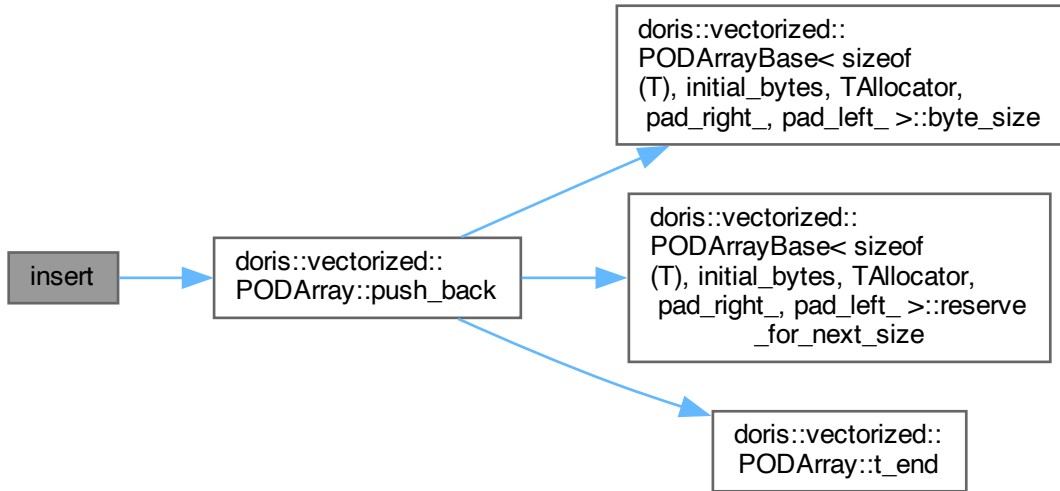 insert
doris::vectorized::
PODArray::push_back
doris::vectorized::
PODArrayBase< sizeof
(T), initial_bytes, TAllocator,
pad_right_, pad_left_ >::byte_size
doris::vectorized::
PODArrayBase< sizeof
(T), initial_bytes, TAllocator,
pad_right_, pad_left_ >::reserve
_for_next_size
doris::vectorized::
PODArray::t_end